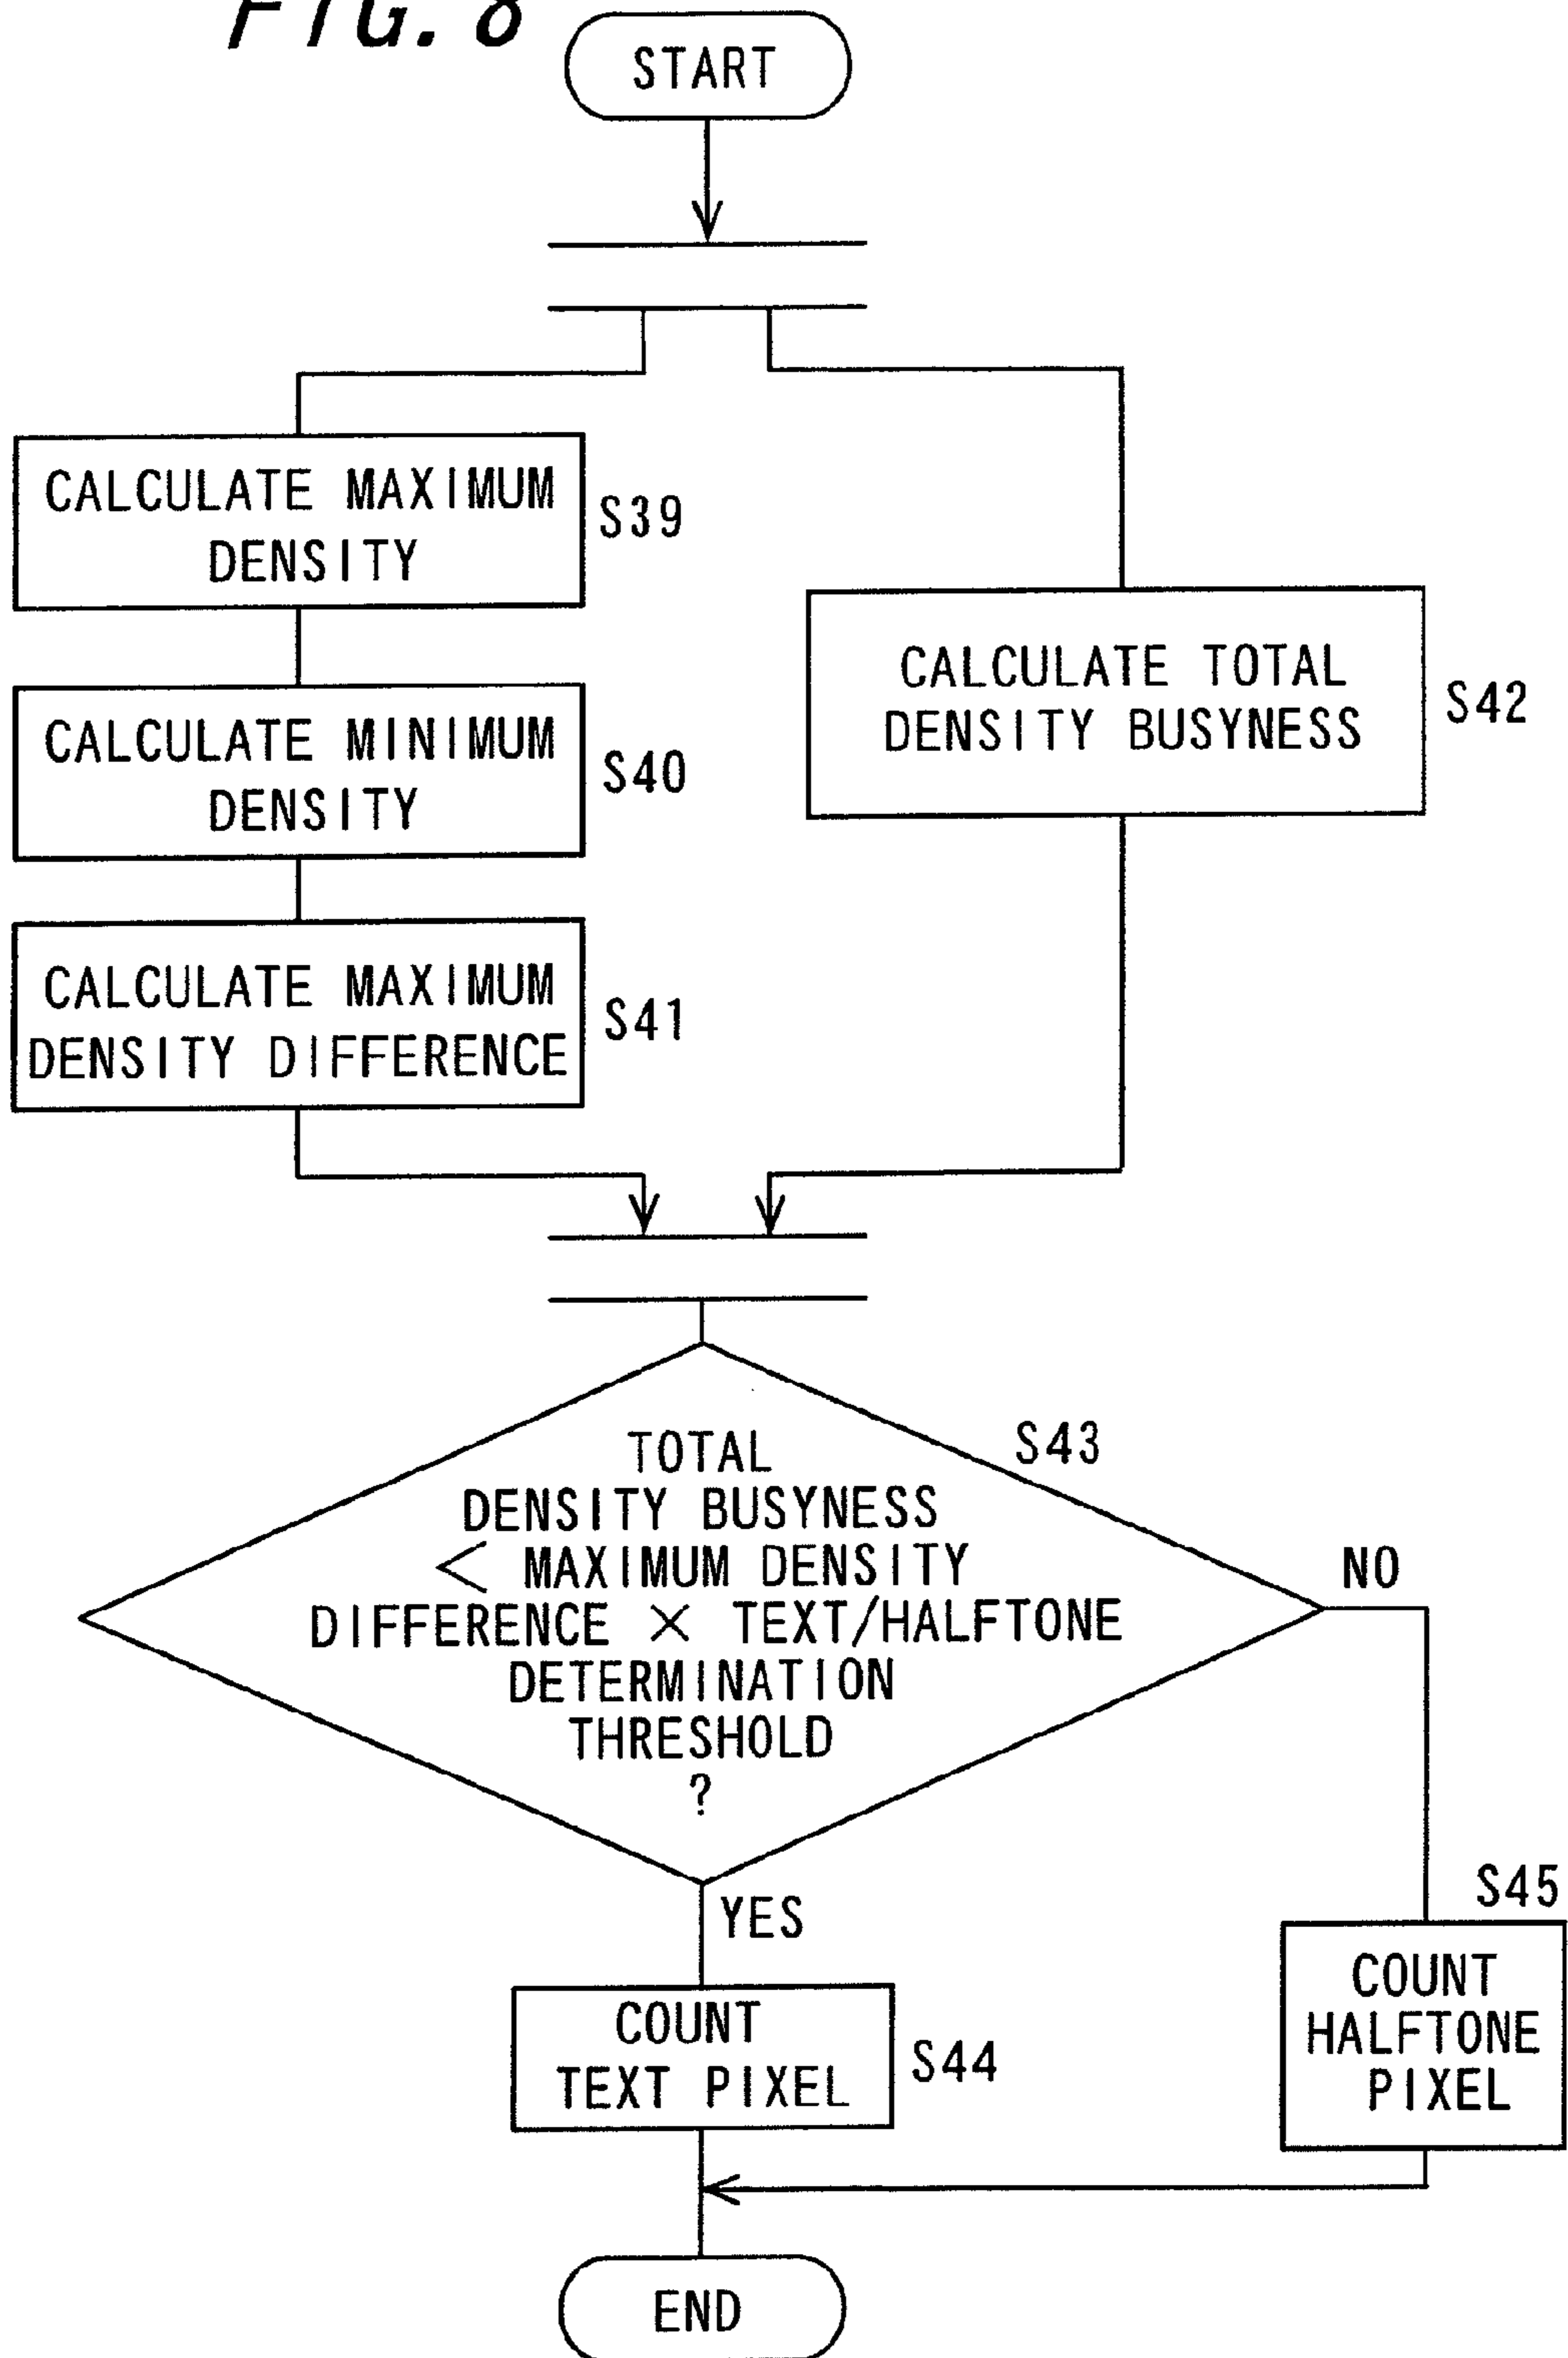 FIG. 8
START
CALCULATE MAXIMUM
DENSITY
S39
CALCULATE MINIMUM
DENSITY
S40
CALCULATE MAXIMUM
DENSITY DIFFERENCE
S41
CALCULATE TOTAL
DENSITY BUSYNESS
S42
TOTAL
DENSITY BUSYNESS
< MAXIMUM DENSITY
DIFFERENCE × TEXT/HALFTONE
DETERMINATION
THRESHOLD
?
S43
NO
YES
COUNT
TEXT PIXEL
S44
S45
COUNT
HALFTONE
PIXEL
END